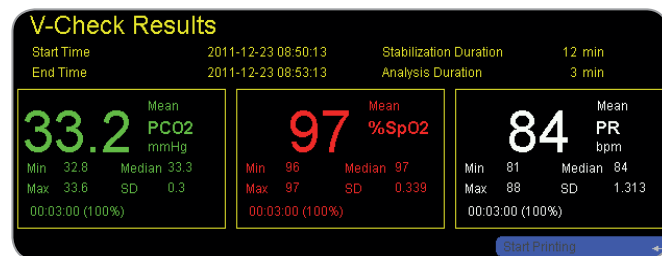 V-Check Results
Start Time 2011-12-23 08:50:13 Stabilization Duration 12 min
End Time 2011-12-23 08:53:13 Analysis Duration 3 min
Mean
33.2 PCO2
mmHg
Min 32.8 Median 33.3
Max 33.6 SD 0.3
00:03:00 (100%)
Mean
97 %SpO2
Min 96 Median 97
Max 97 SD 0.339
00:03:00 (100%)
Mean
84 PR
bpm
Min 81 Median 84
Max 88 SD 1.313
00:03:00 (100%)
Start Printing